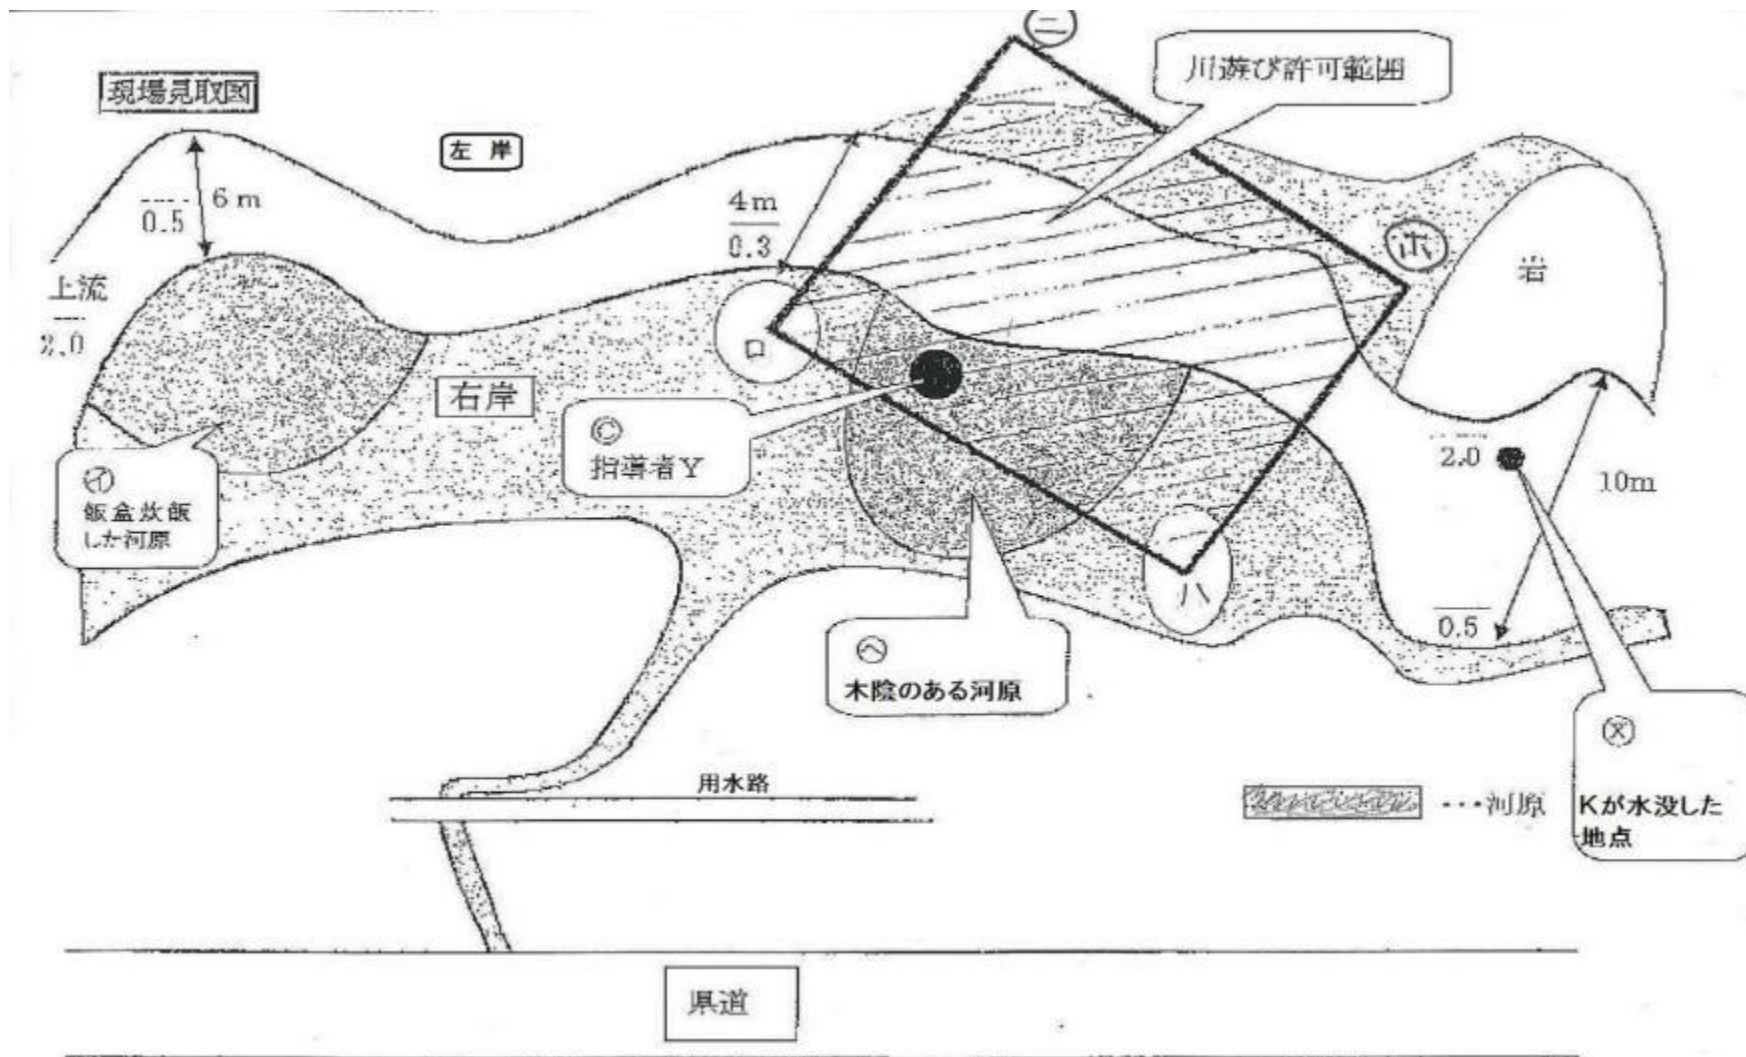 ニ
川遊び許可範囲
現場見取図
左 岸
6m
0.5
4m
0.3
上流
2.0
ロ
右岸
ホ
岩
Ⓒ
指導者Y
㋑
飯盒炊飯
した河原
2.0
10m
ハ
0.5
㋬
木陰のある河原
用水路
・・・河原
Ⓧ
Kが水没した
地点
県道